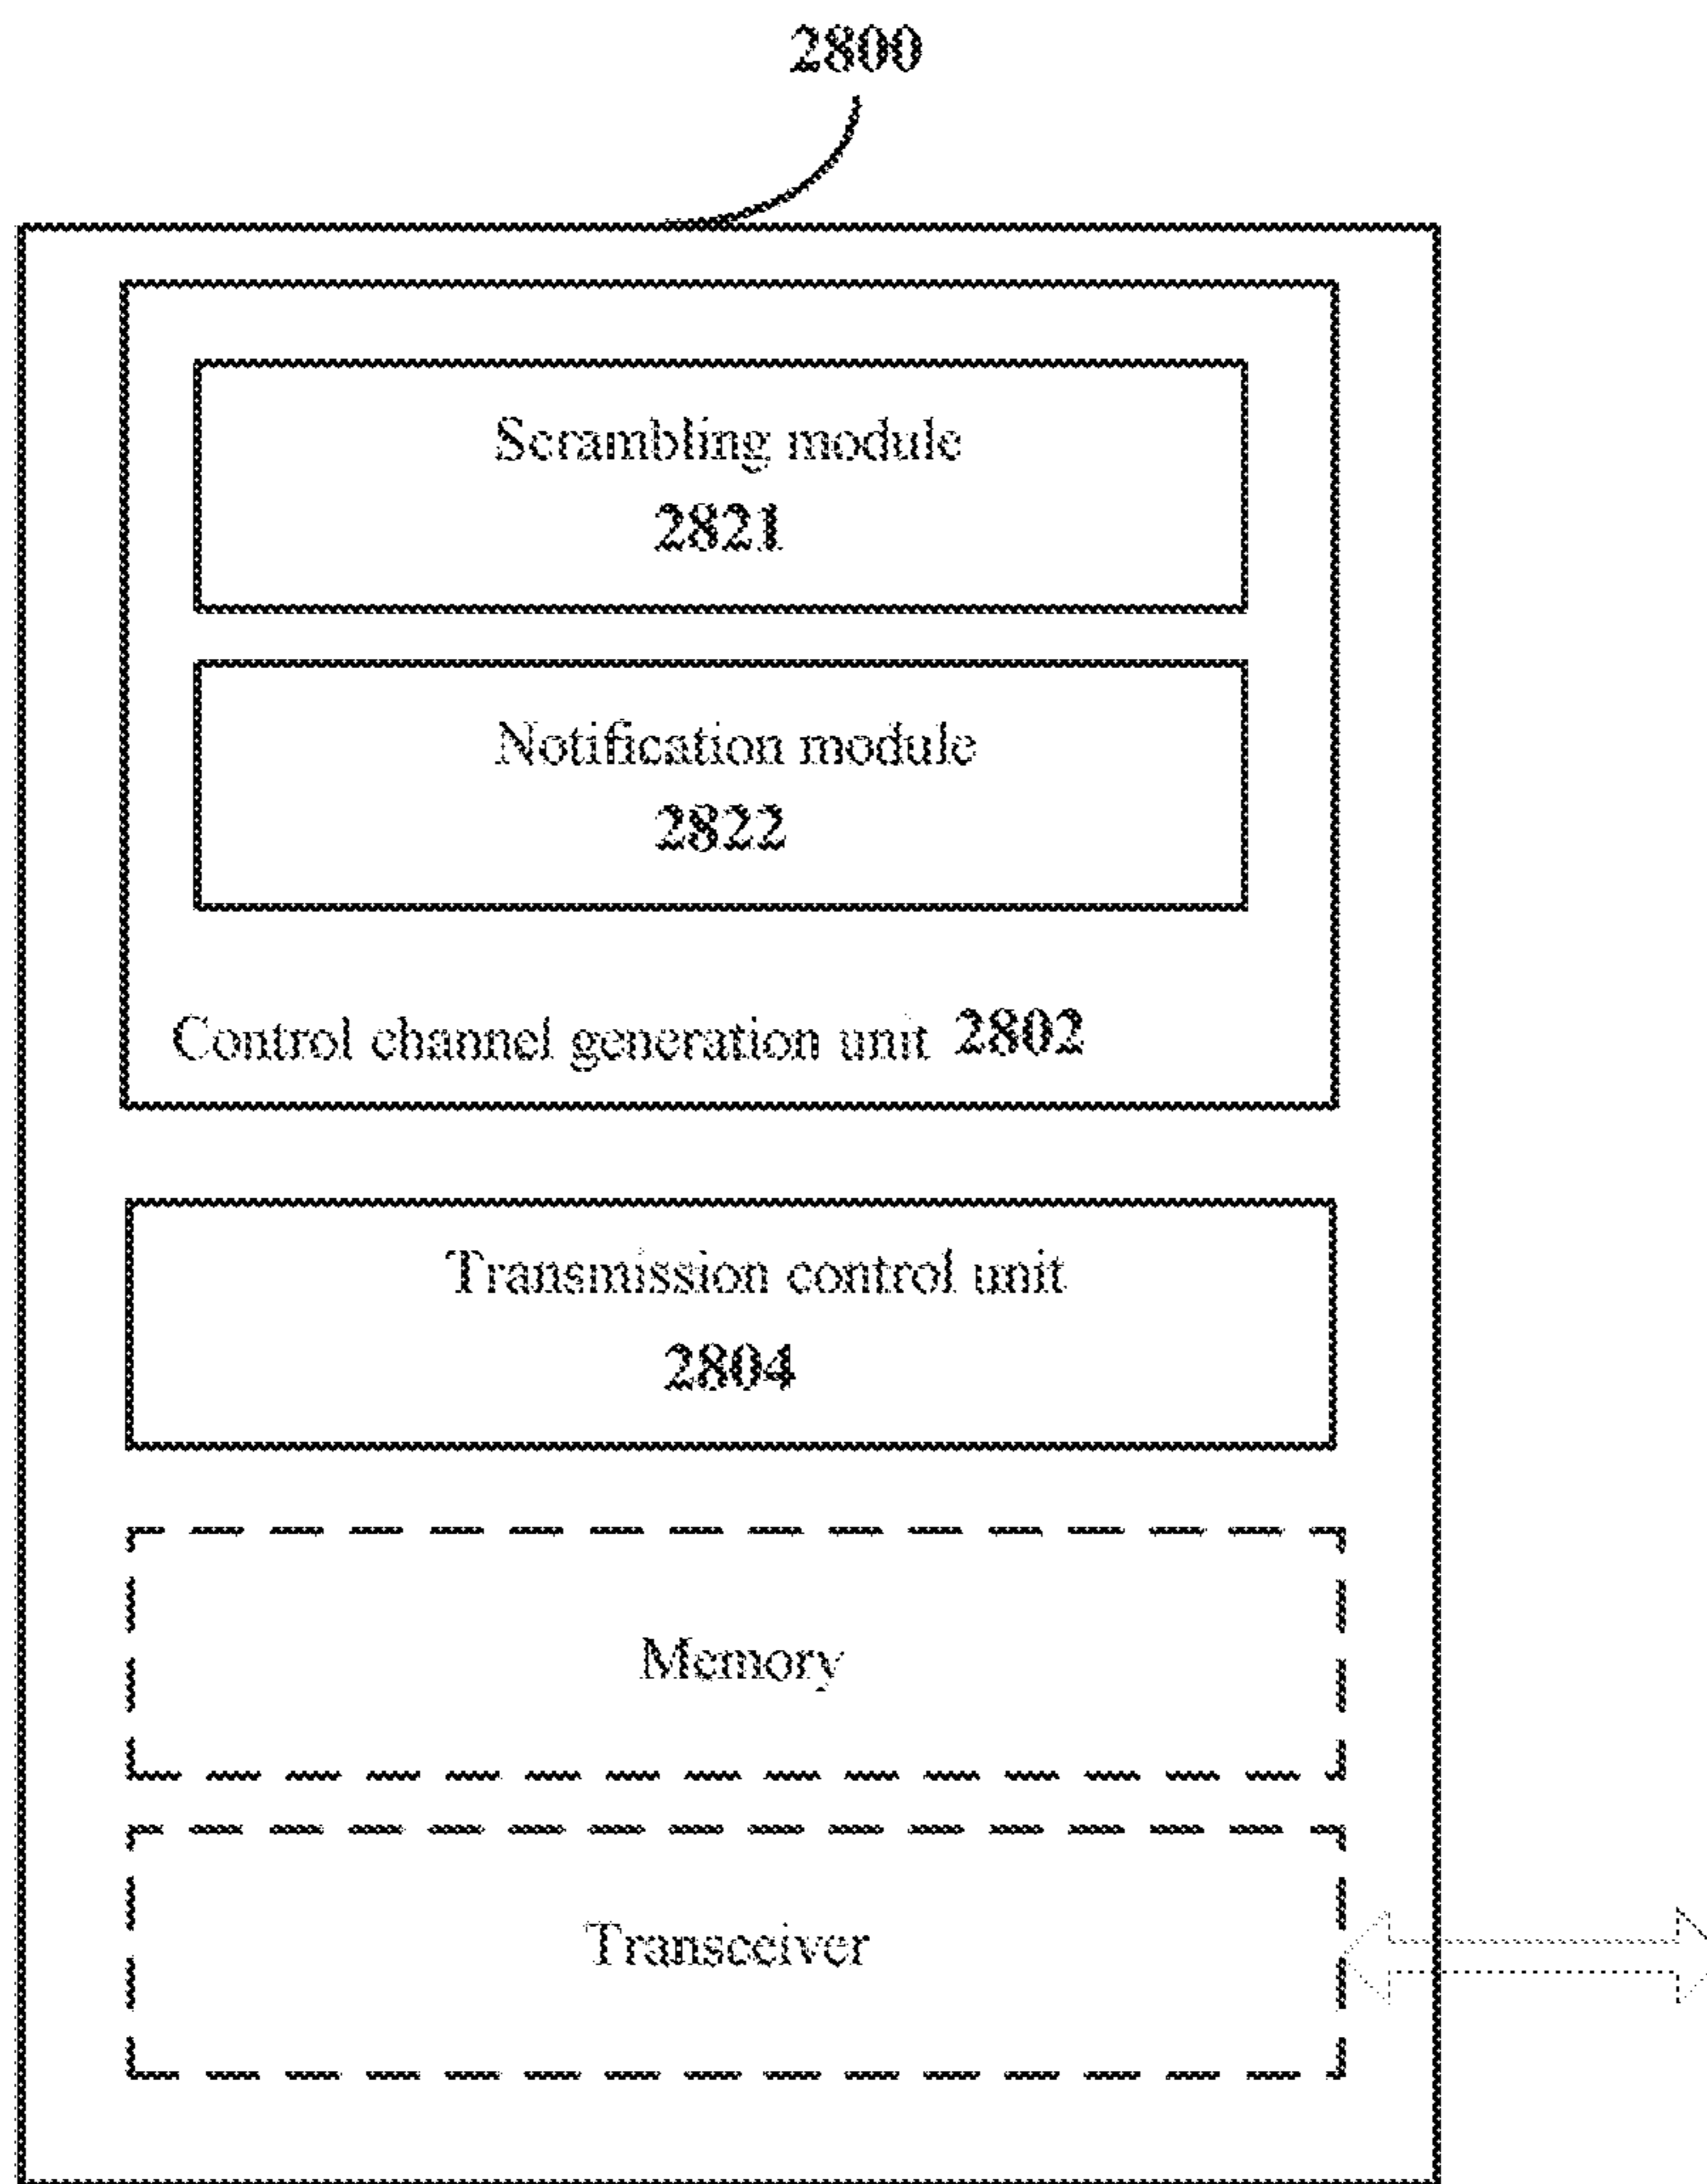 2800
Scrambling module
2821
Notification module
2822
Control channel generation unit 2802
Transmission control unit
2804
Memory
Transceiver